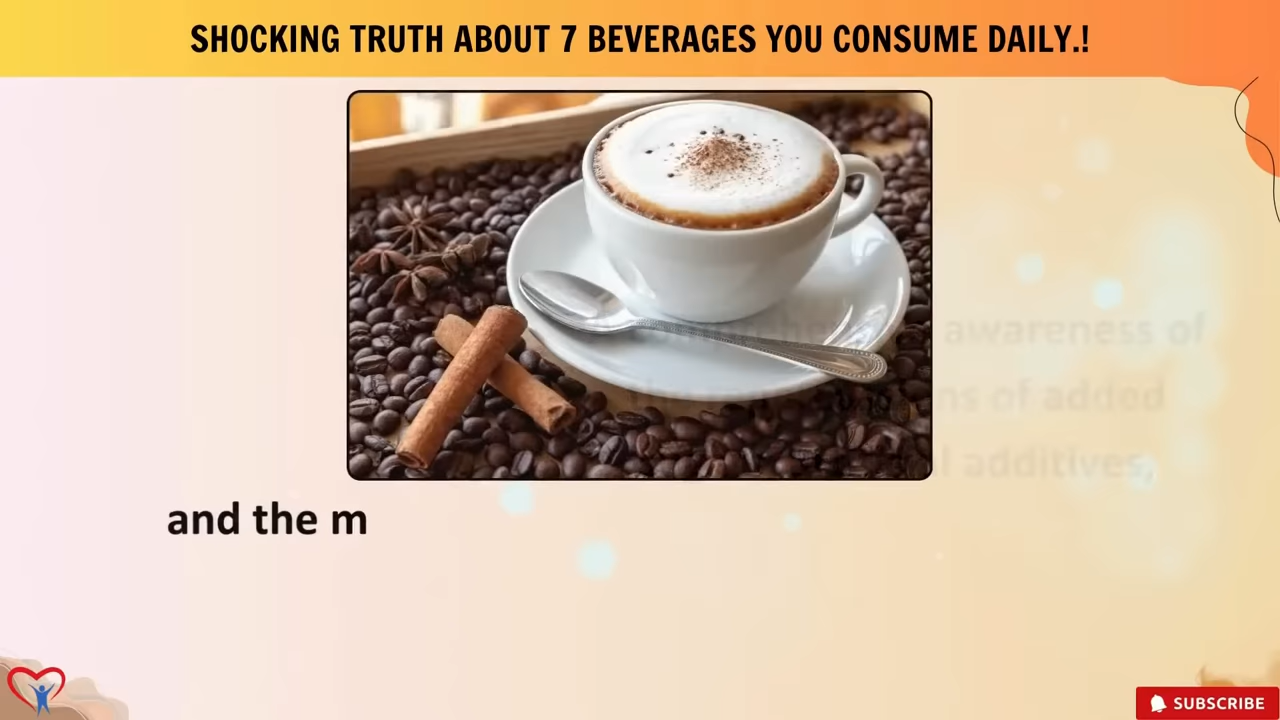 SHOCKING TRUTH ABOUT 7 BEVERAGES YOU CONSUME DAILY.!
awareness of
of added
additives,
and the m
SUBSCRIBE